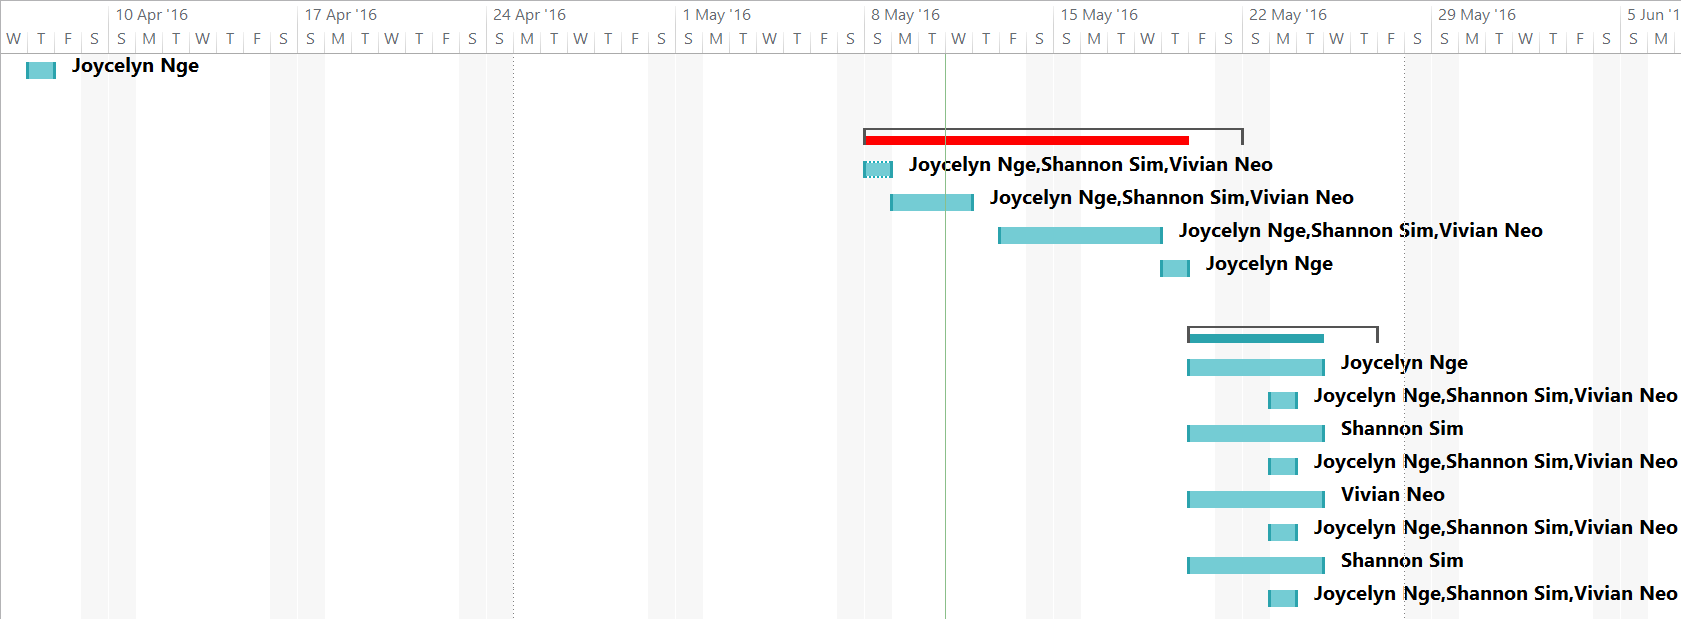 10 Apr '16 17 Apr '16 24 Apr '16 1 May '16 8 May '16 15 May '16 22 May '16 29 May '16 5 Jun '1
W T F S S M T W T F S S M T W T F S S M T W T F S S M T W T F S S M T W T F S S M T W T F S S M T W T F S S M T W T F S S M
Joycelyn Nge
Joycelyn Nge,Shannon Sim,Vivian Neo
Joycelyn Nge,Shannon Sim,Vivian Neo
Joycelyn Nge,Shannon Sim,Vivian Neo
Joycelyn Nge
Joycelyn Nge
Joycelyn Nge,Shannon Sim,Vivian Neo
Shannon Sim
Joycelyn Nge,Shannon Sim,Vivian Neo
Vivian Neo
Joycelyn Nge,Shannon Sim,Vivian Neo
Shannon Sim
Joycelyn Nge,Shannon Sim,Vivian Neo